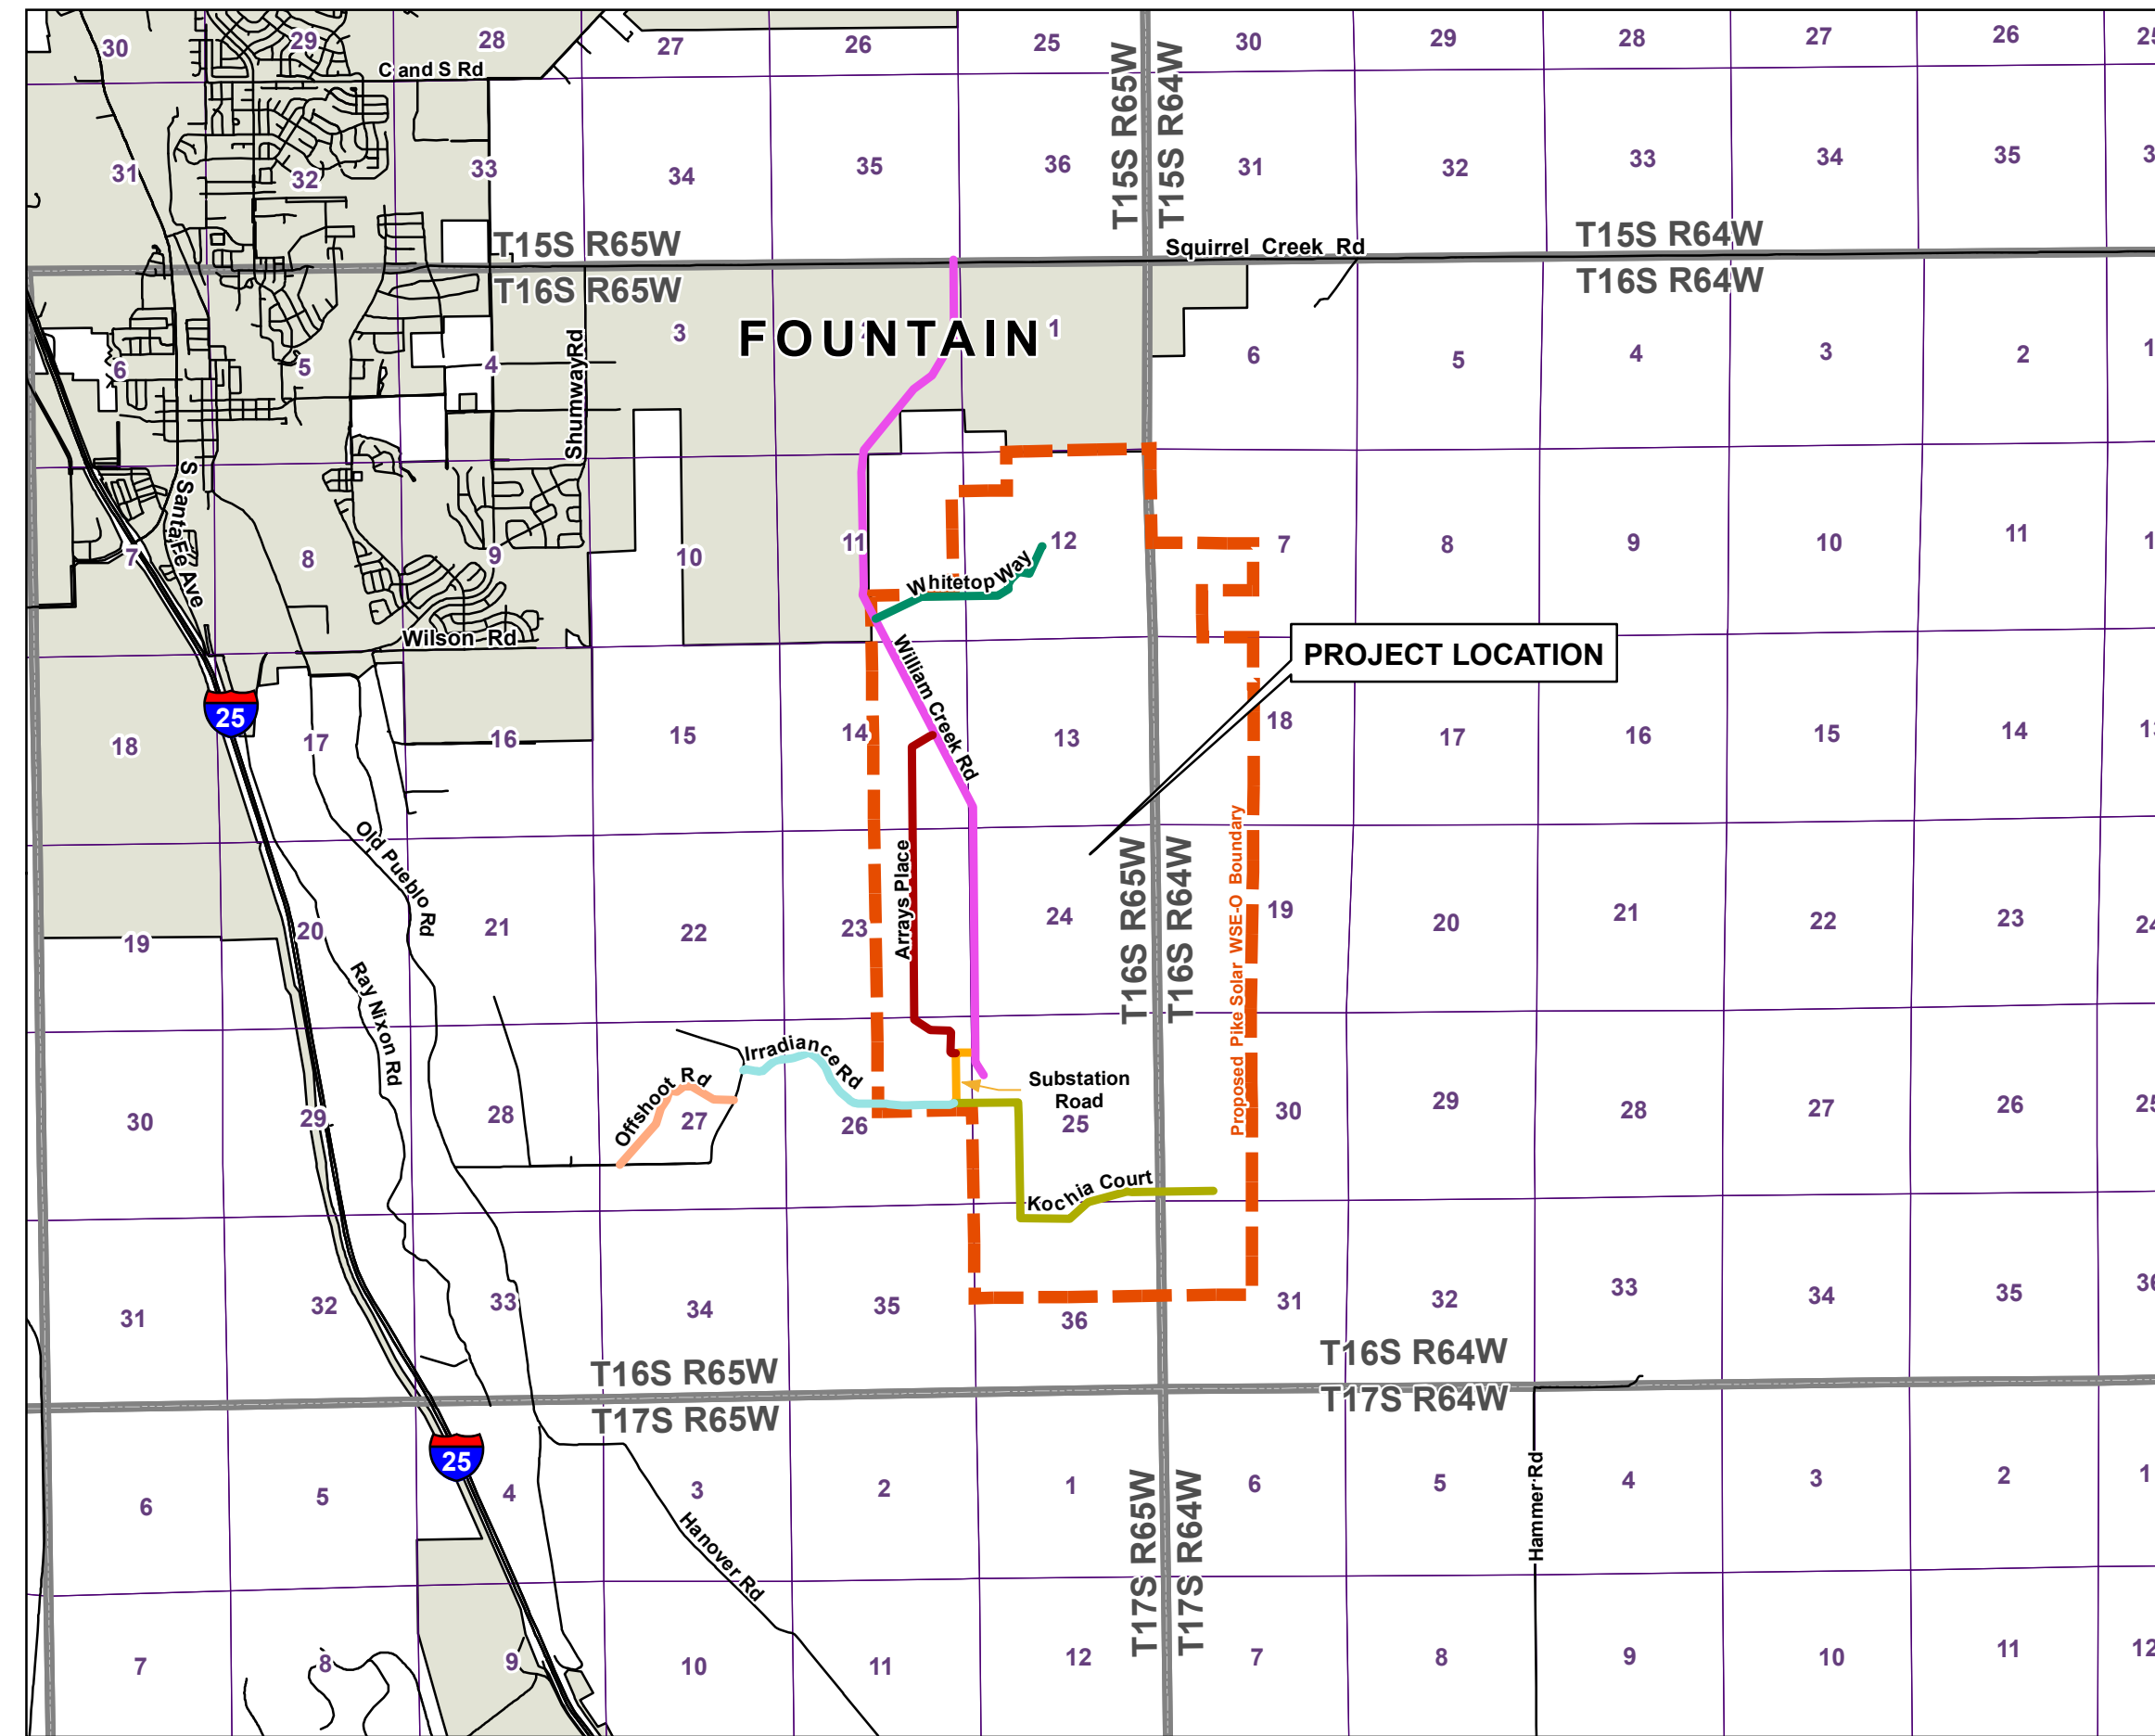 30 29 28 27 26 25 30 29 28 27 26
C and S Rd
T15S R65W
T15S R64W
31 32 33 34 35 36 31 32 33 34 35
T15S R65W
Squirrel Creek Rd
T15S R64W
T16S R65W
T16S R64W
FOUNTAIN
6 5 4 3 1 6 5 4 3 2 1
Shumway Rd
S Santa Fe Ave
7 8 9 10 11 12 7 8 9 10 11
Whitetop Way
Wilson Rd
PROJECT LOCATION
William Creek Rd
25
18 17 16 15 14 13 18 17 16 15 14
Old Pueblo Rd
Arrays Place
T16S R65W
T16S R64W
Proposed Pike Solar WSE-O Boundary
19 20 21 22 23 24 19 20 21 22 23 24
Ray Nixon Rd
Irradiance Rd
Offshoot Rd
Substation
Road
30 29 28 27 26 25 30 29 28 27 26
Kochia Court
31 32 33 34 35 36 31 32 33 34 35 36
T16S R65W
T16S R64W
T17S R65W
T17S R64W
25
6 5 4 3 2 1 6 5 4 3 2 1
Hanover Rd
Hammer Rd
T17S R65W
T17S R64W
7 8 9 10 11 12 7 8 9 10 11 12